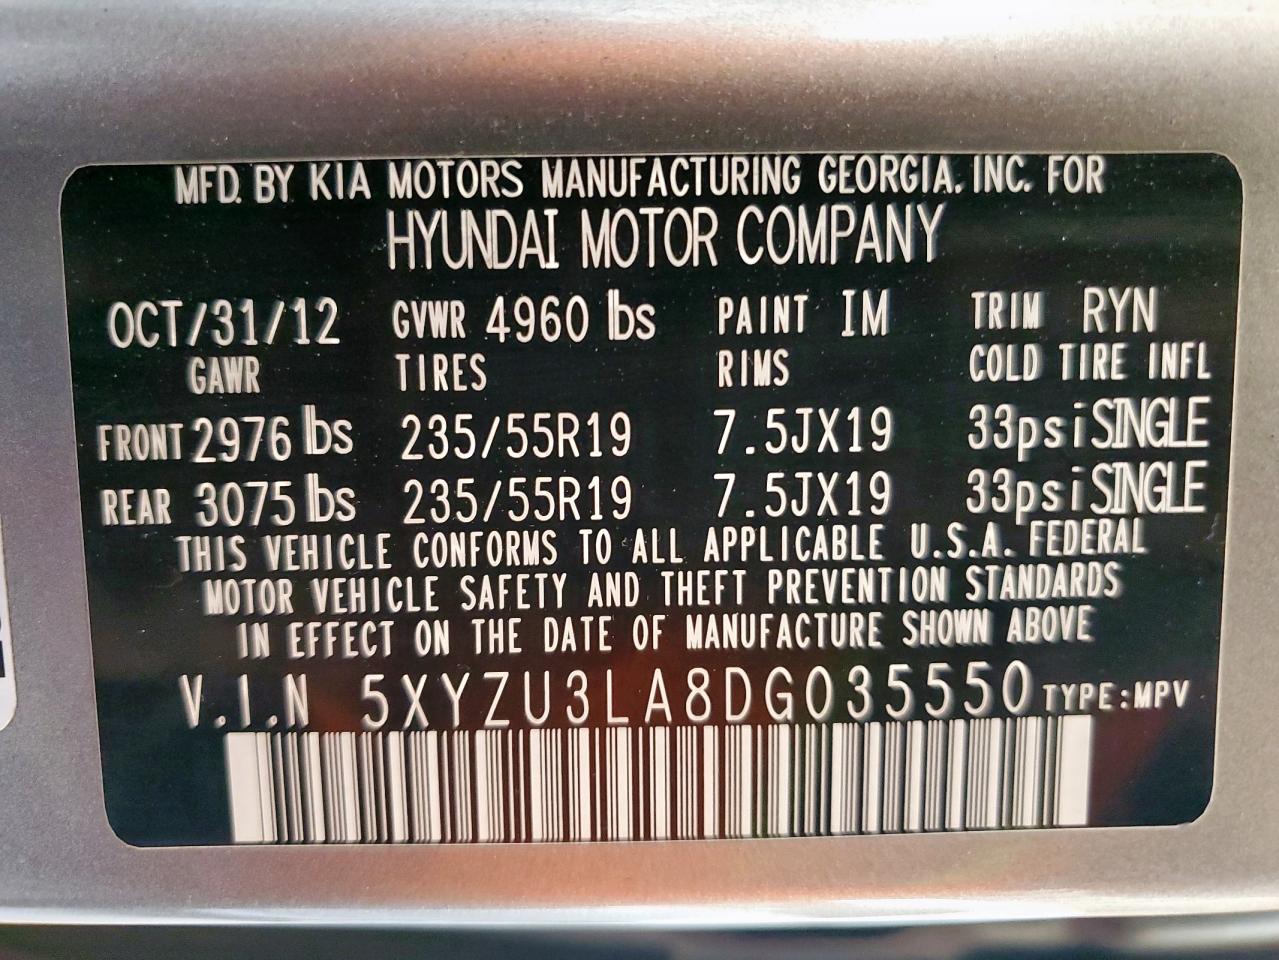 MFD. BY KIA MOTORS MANUFACTURING GEORGIA, INC. FOR
HYUNDAI MOTOR COMPANY
OCT/31/12 GVWR 4960 lbs PAINT IM TRIM RYN
GAWR TIRES RIMS COLD TIRE INFL
FRONT 2976 lbs 235/55R19 7.5JX19 33psi SINGLE
REAR 3075 lbs 235/55R19 7.5JX19 33psi SINGLE
THIS VEHICLE CONFORMS TO ALL APPLICABLE U.S.A. FEDERAL
MOTOR VEHICLE SAFETY AND THEFT PREVENTION STANDARDS
IN EFFECT ON THE DATE OF MANUFACTURE SHOWN ABOVE
V.I.N 5XYZU3LA8DG035550 TYPE:MPV